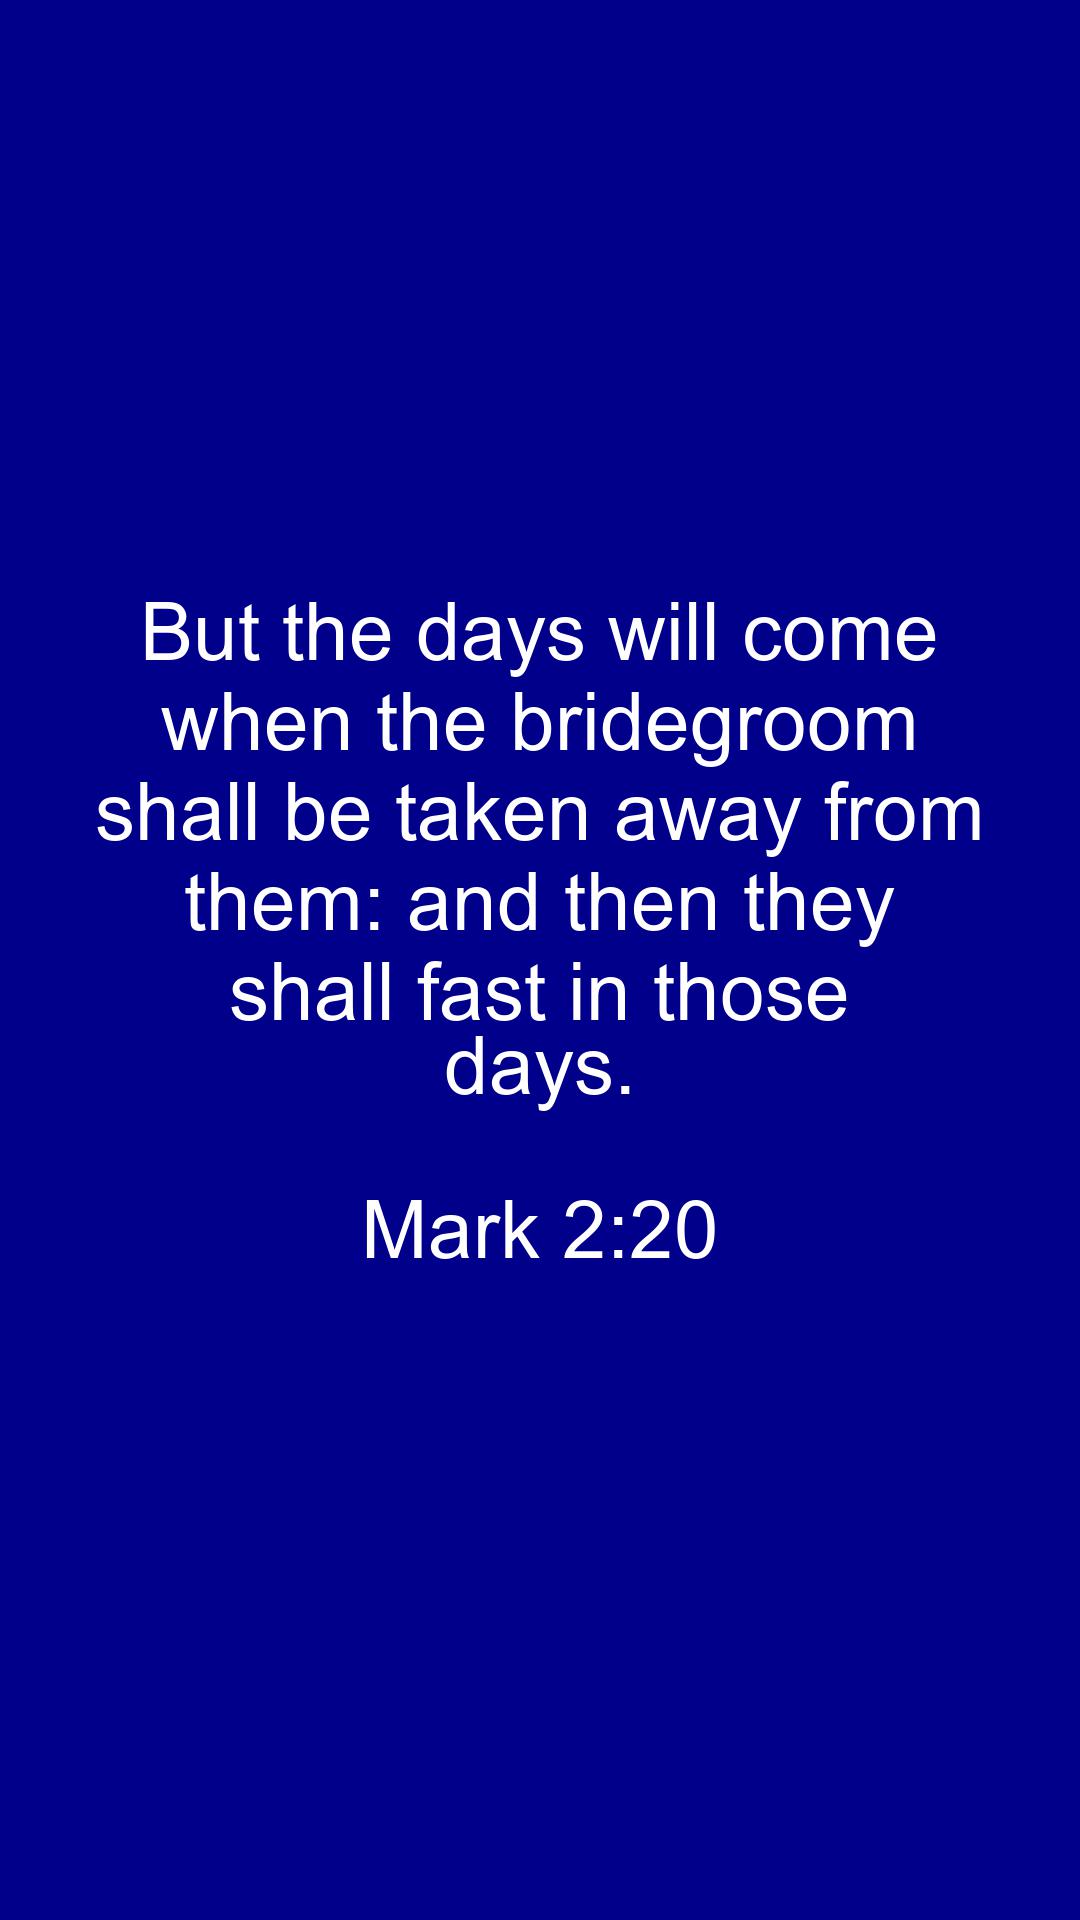 But the days will come
when the bridegroom
shall be taken away from
them: and then they
shall fast in those
days.
Mark 2:20